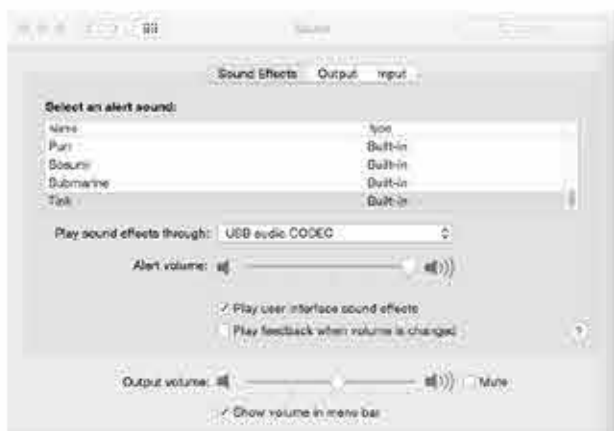 Sound
Sound Effects Output Input
Select an alert sound:
Name Type
Purr Built-in
Sosumi Built-in
Submarine Built-in
Tink Built-in
Play sound effects through: USB audio CODEC
Alert volume:
Play user interface sound effects
Play feedback when volume is changed
?
Output volume: Mute
Show volume in menu bar